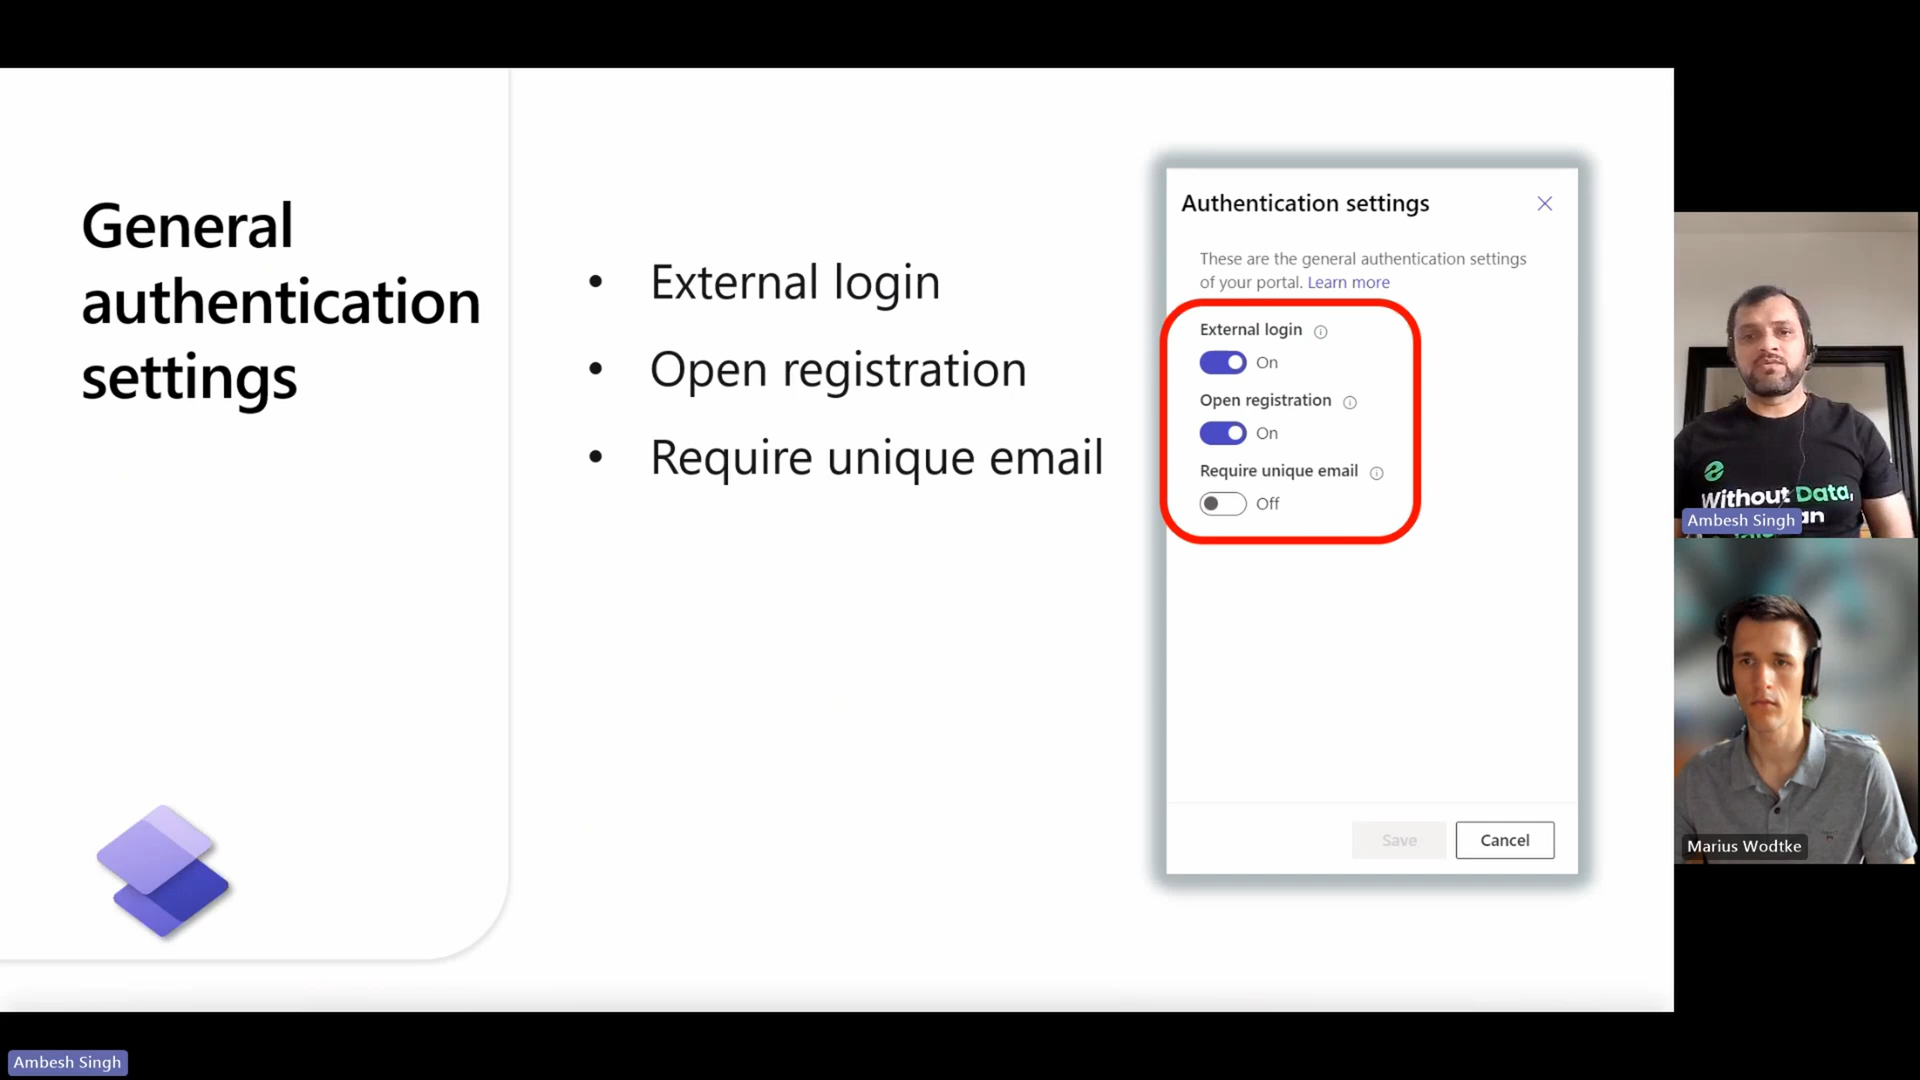 General
authentication
settings
• External login
• Open registration
• Require unique email
Authentication settings
These are the general authentication settings
of your portal. Learn more
External login
On
Open registration
On
Require unique email
Off
Save
Cancel
Without Data,
an
Ambesh Singh
Marius Wodtke
Ambesh Singh